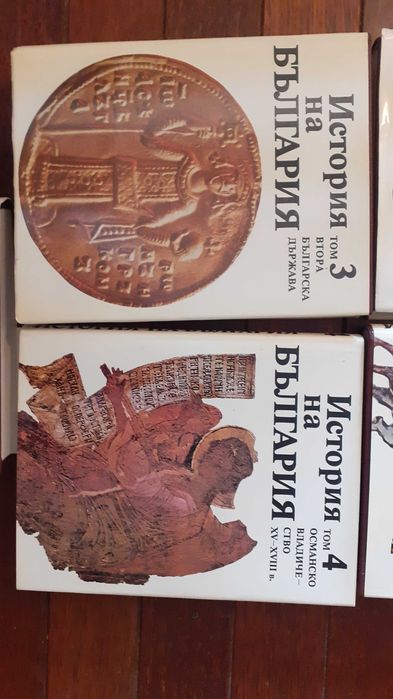 История
на
БЪЛГАРИЯ
ТОМ 3
ВТОРА
БЪЛГАРСКА
ДЪРЖАВА
История
на
БЪЛГАРИЯ
ТОМ 4
ОСМАНСКО
ВЛАДИЧЕ–
СТВО
XV–XVIII в.